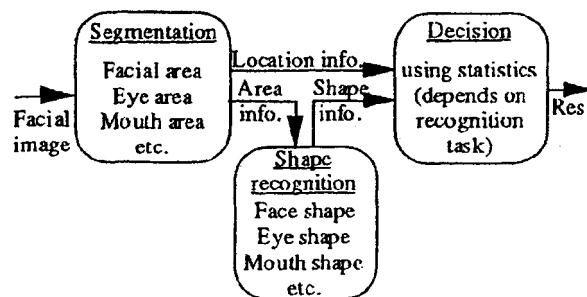 Segmentation
Facial area
Eye area
Mouth area
etc.
Facial
image
Location info.
Area
info.
Shape
info.
Decision
using statistics
(depends on
recognition
task)
Res
Shape
recognition
Face shape
Eye shape
Mouth shape
etc.